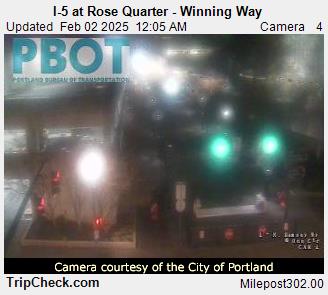 I-5 at Rose Quarter - Winning Way
Updated Feb 02 2025 12:05 AM Camera 4
PBOT
PORTLAND BUREAU OF TRANSPORTATION
Camera courtesy of the City of Portland
TripCheck.com Milepost302.00